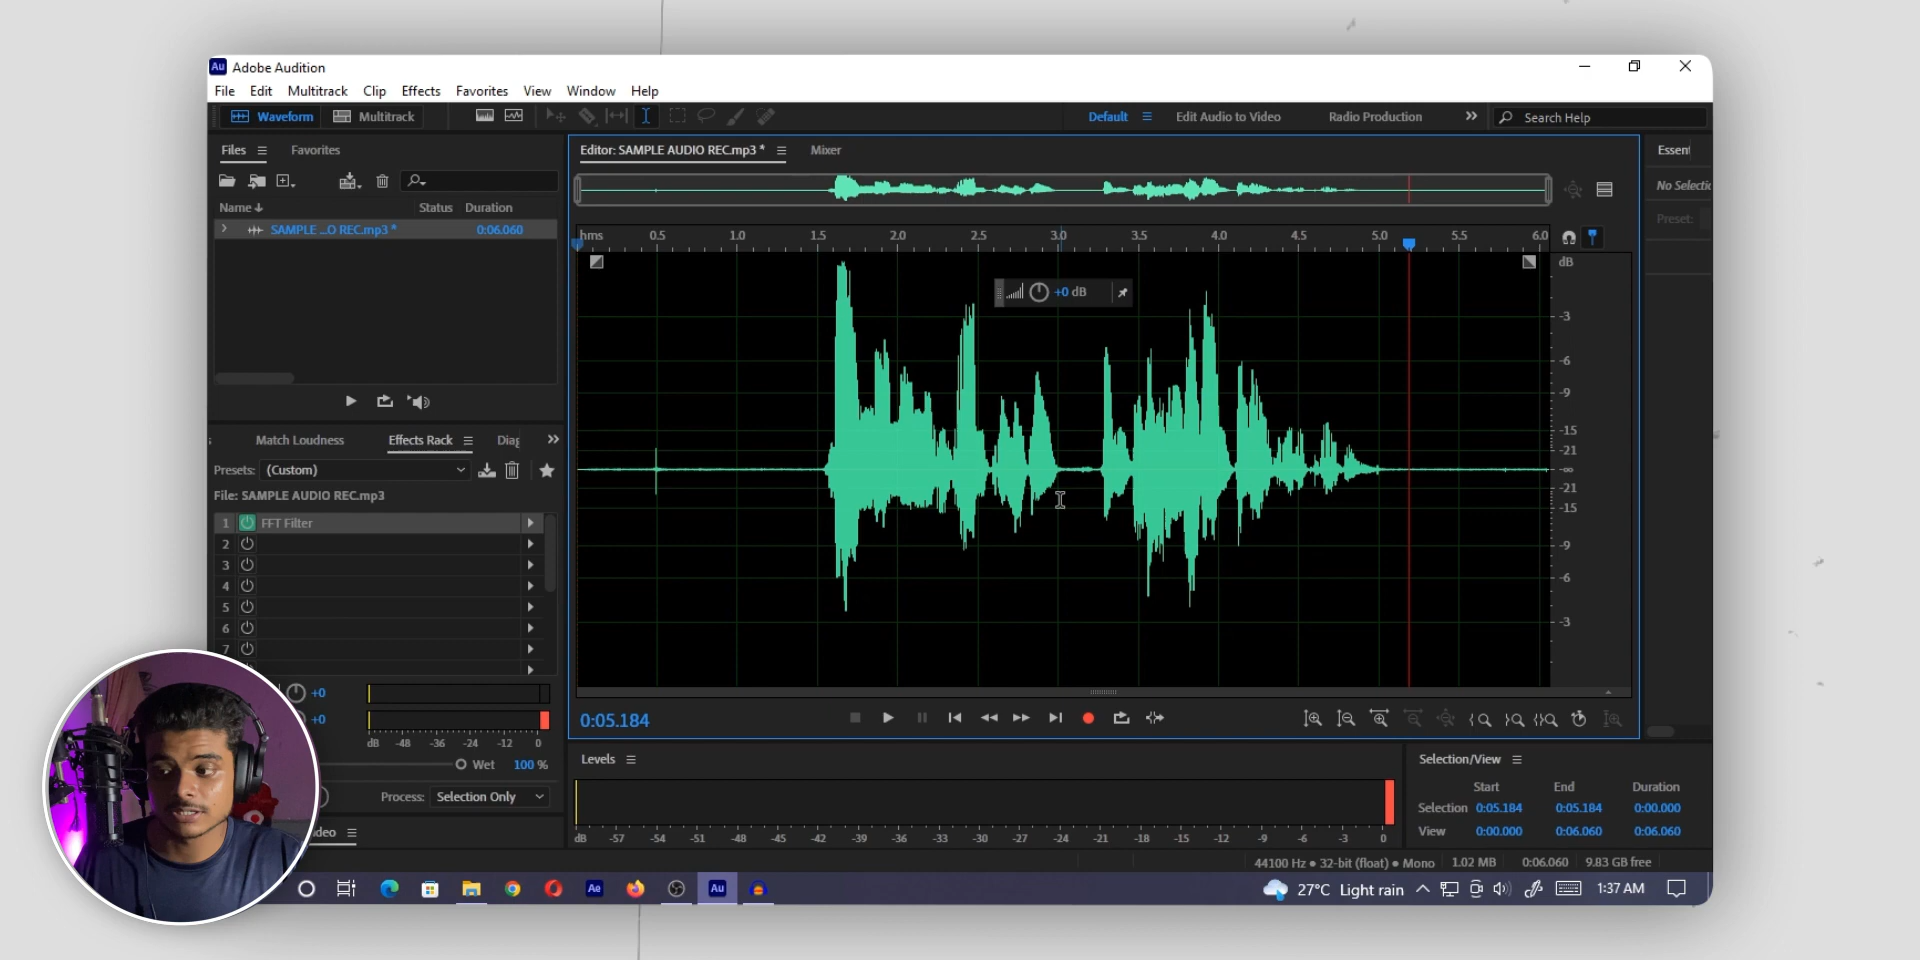 Au Adobe Audition
File Edit Multitrack Clip Effects Favorites View Window Help
Waveform Multitrack Default Edit Audio to Video Radio Production Search Help
Files Favorites
Editor: SAMPLE AUDIO REC.mp3 * Mixer
Name Status Duration
SAMPLE ...O REC.mp3 * 0:06.060
hms 0.5 1.0 1.5 2.0 2.5 3.0 3.5 4.0 4.5 5.0 5.5 6.0
dB
+0 dB
-3
-6
-9
-15
-21
-∞
-21
-15
-9
-6
-3
Match Loudness Effects Rack Diag
Presets: (Custom)
File: SAMPLE AUDIO REC.mp3
1 FFT Filter
2
3
4
5
6
7
+0
+0
dB -48 -36 -24 -12 0
Wet 100 %
Process: Selection Only
ideo
0:05.184
Levels
dB -57 -54 -51 -48 -45 -42 -39 -36 -33 -30 -27 -24 -21 -18 -15 -12 -9 -6 -3 0
No Selecti
Preset:
Selection/View
Start End Duration
Selection 0:05.184 0:05.184 0:00.000
View 0:00.000 0:06.060 0:06.060
44100 Hz ● 32-bit (float) ● Mono 1.02 MB 0:06.060 9.83 GB free
Ae Au
27°C Light rain 1:37 AM